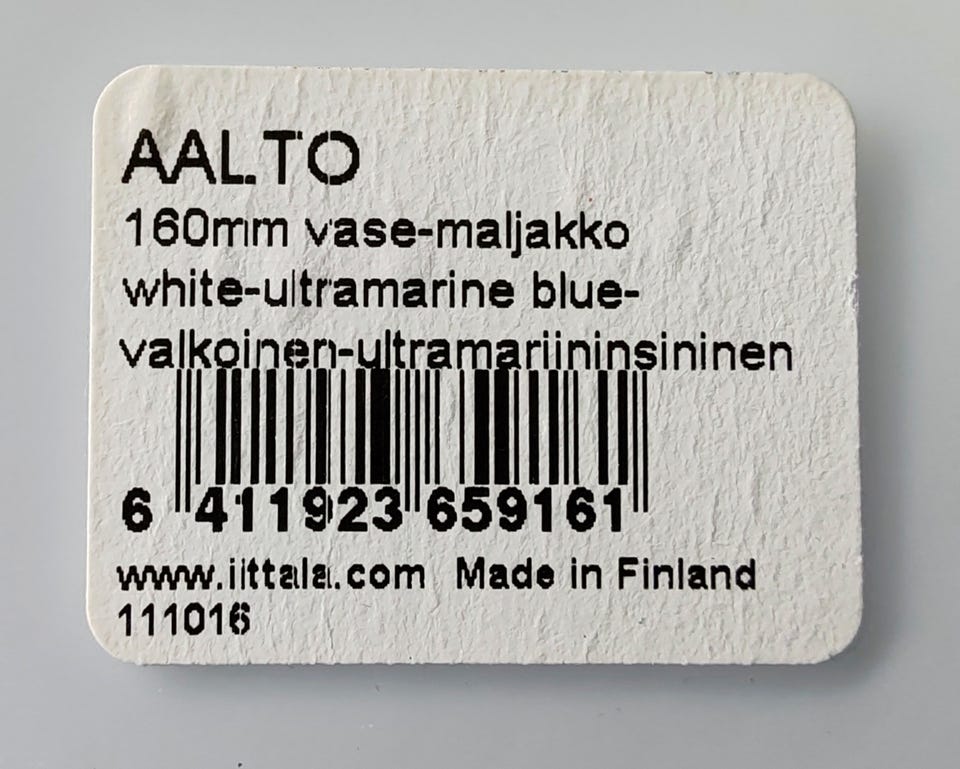 AALTO
160mm vase-maljakko
white-ultramarine blue-
valkoinen-ultramariininsininen
6 411923 659161
www.iittala.com Made in Finland
111016